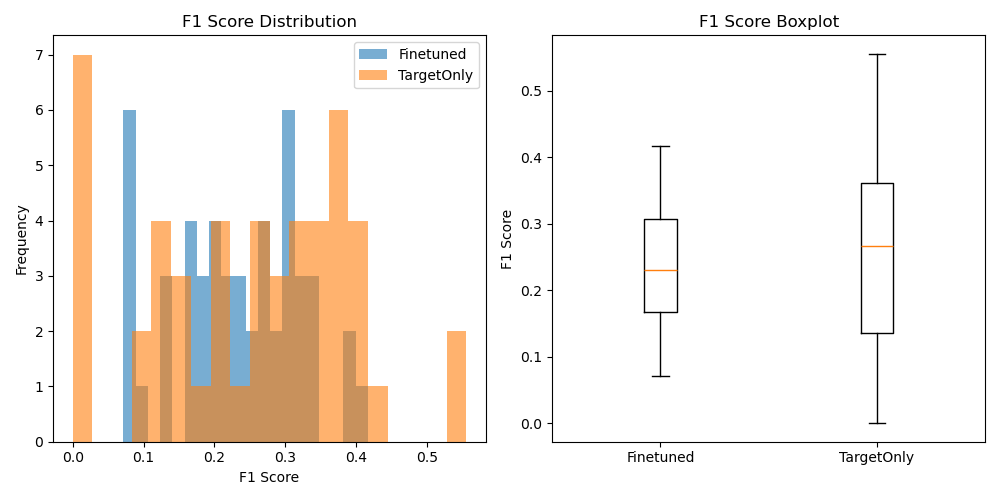 F1 Score Distribution
Finetuned
TargetOnly
7
6
5
4
3
2
1
0
Frequency
0.0 0.1 0.2 0.3 0.4 0.5
F1 Score
F1 Score Boxplot
0.5
0.4
0.3
0.2
0.1
0.0
F1 Score
Finetuned TargetOnly